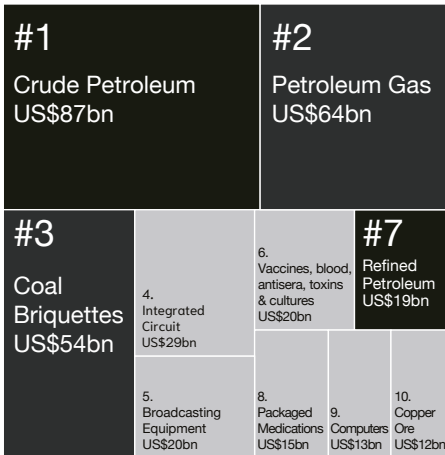 #1
Crude Petroleum
US$87bn
#2
Petroleum Gas
US$64bn
#3
Coal
Briquettes
US$54bn
4.
Integrated
Circuit
US$29bn
5.
Broadcasting
Equipment
US$20bn
6.
Vaccines, blood,
antisera, toxins
& cultures
US$20bn
#7
Refined
Petroleum
US$19bn
8.
Packaged
Medications
US$15bn
9.
Computers
US$13bn
10.
Copper
Ore
US$12bn